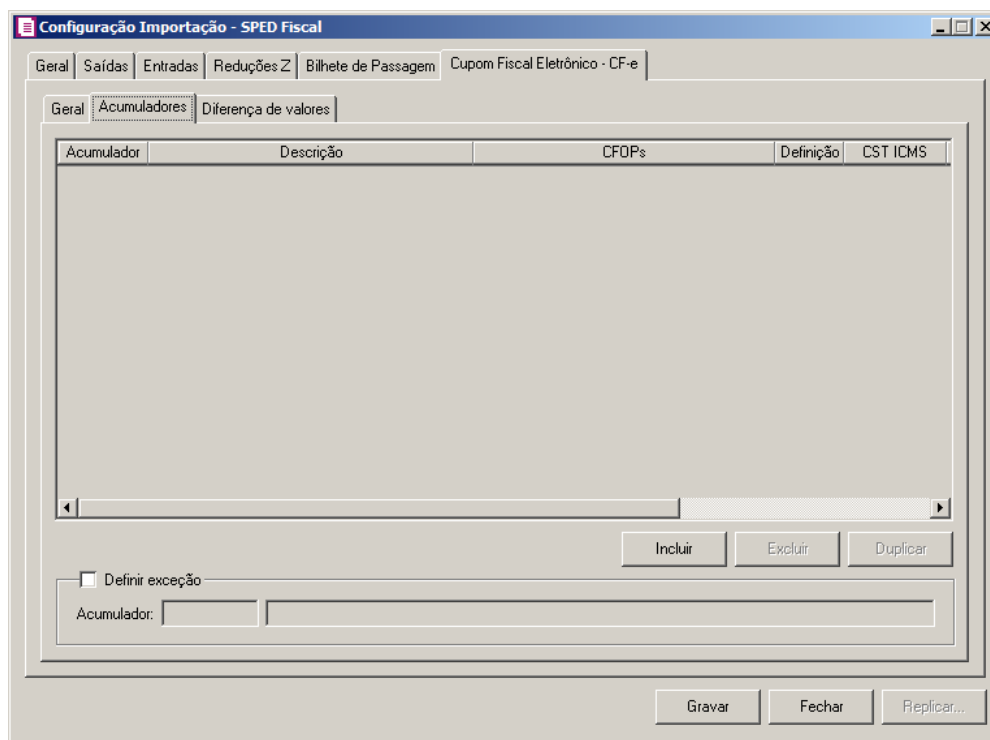 Configuração Importação - SPED Fiscal
Geral Saídas Entradas Reduções Z Bilhete de Passagem Cupom Fiscal Eletrônico - CF-e
Geral Acumuladores Diferença de valores
Acumulador Descrição CFOPs Definição CST ICMS
Incluir Excluir Duplicar
Definir exceção
Acumulador:
Gravar Fechar Replicar...